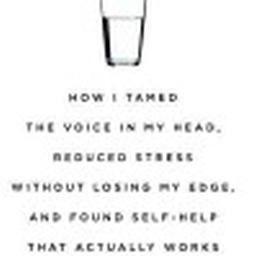 HOW I TAMED
THE VOICE IN MY HEAD,
REDUCED STRESS
WITHOUT LOSING MY EDGE,
AND FOUND SELF-HELP
THAT ACTUALLY WORKS